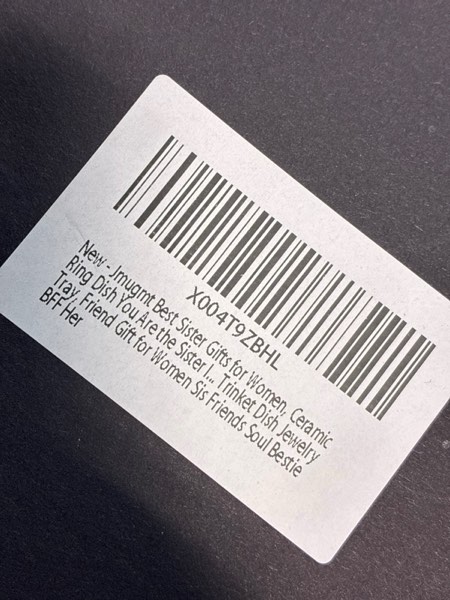 X004T9ZBHL
New - Jmugmt Best Sister Gifts for Women, Ceramic
Ring Dish You Are the Sister I., Trinket Dish Jewelry
Tray, Friend Gift for Women Sis Friends Soul Bestie
BFF Her